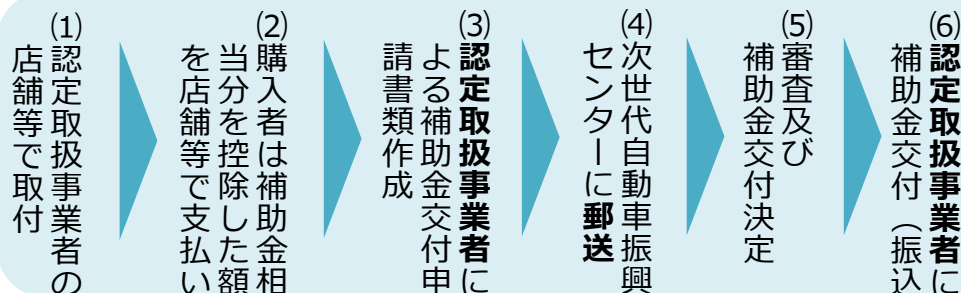 (1)
認定取扱事業者の
店舗等で取付
(2)
購入者は補助金相
当分を控除した額
を店舗等で支払い
(3)
認定取扱事業者に
よる補助金交付申
請書類作成
(4)
次世代自動車振興
センターに郵送
(5)
審査及び
補助金交付決定
(6)
認定取扱事業者に
補助金交付（振込